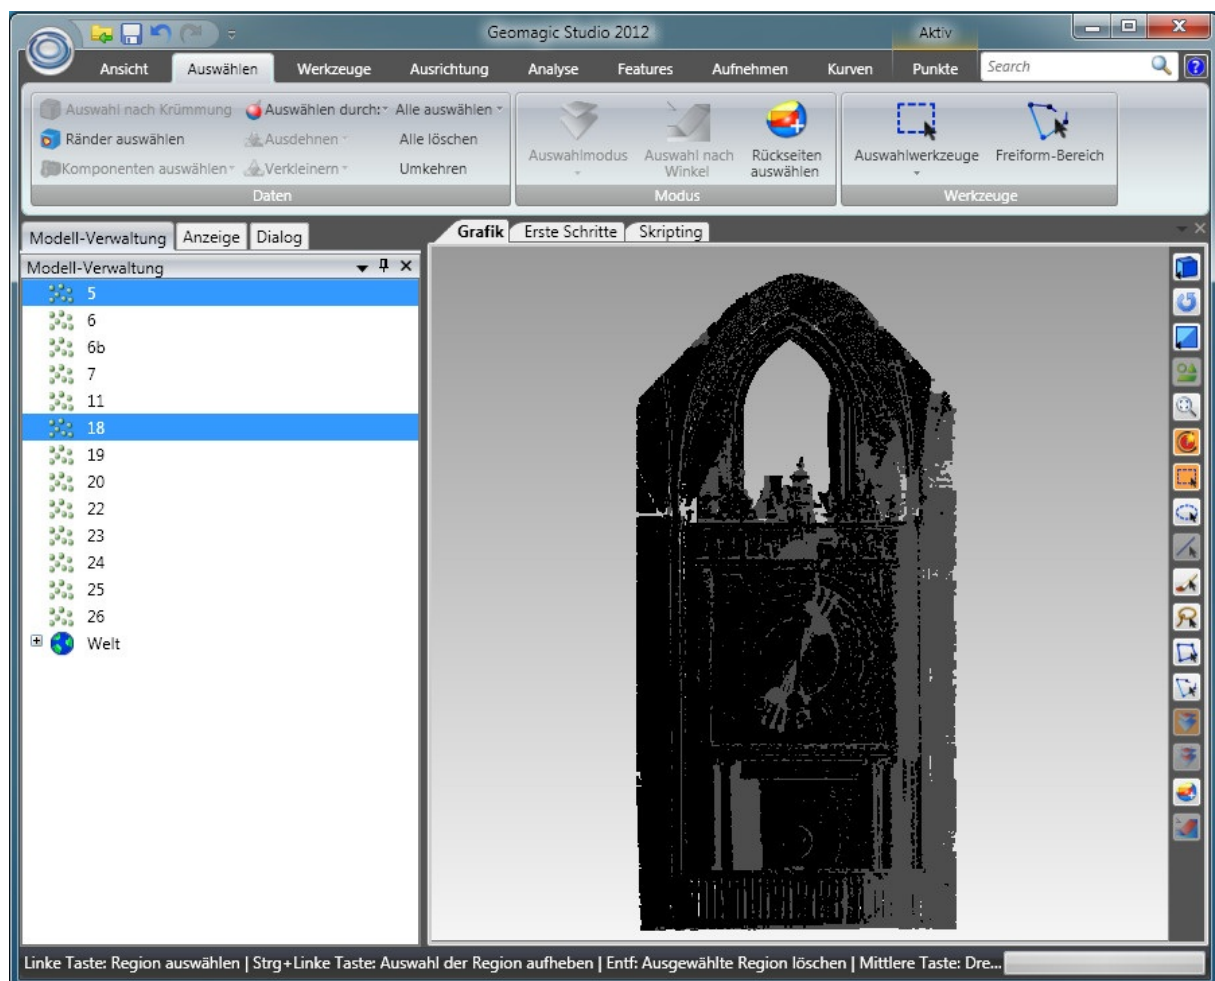 Geomagic Studio 2012
Aktiv
Ansicht Auswählen Werkzeuge Ausrichtung Analyse Features Aufnehmen Kurven Punkte Search
Auswahl nach Krümmung Auswählen durch: Alle auswählen
Ränder auswählen Ausdehnen Alle löschen
Komponenten auswählen Verkleinern Umkehren
Daten
Auswahlmodus Auswahl nach Winkel Rückseiten auswählen
Modus
Auswahlwerkzeuge Freiform-Bereich
Werkzeuge
Modell-Verwaltung Anzeige Dialog
Grafik Erste Schritte Skripting
Modell-Verwaltung
5
6
6b
7
11
18
19
20
22
23
24
25
26
Welt
Linke Taste: Region auswählen | Strg+Linke Taste: Auswahl der Region aufheben | Entf: Ausgewählte Region löschen | Mittlere Taste: Dre...